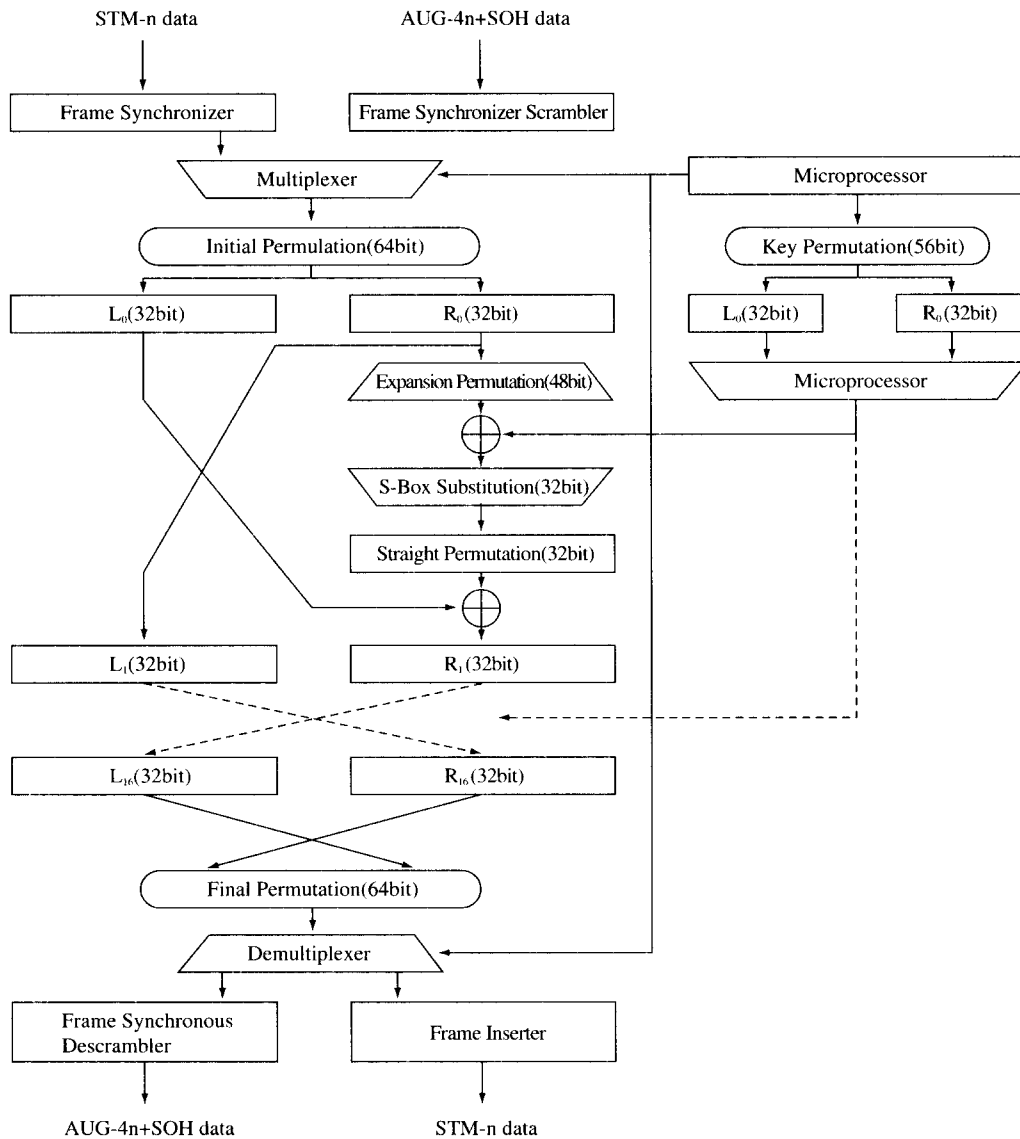 STM-n data
AUG-4n+SOH data
Frame Synchronizer
Frame Synchronizer Scrambler
Multiplexer
Microprocessor
Initial Permulation(64bit)
Key Permutation(56bit)
L₀(32bit)
R₀(32bit)
L₀(32bit)
R₀(32bit)
Expansion Permutation(48bit)
Microprocessor
S-Box Substitution(32bit)
Straight Permutation(32bit)
L₁(32bit)
R₁(32bit)
L₁₆(32bit)
R₁₆(32bit)
Final Permutation(64bit)
Demultiplexer
Frame Synchronous
Descrambler
Frame Inserter
AUG-4n+SOH data
STM-n data